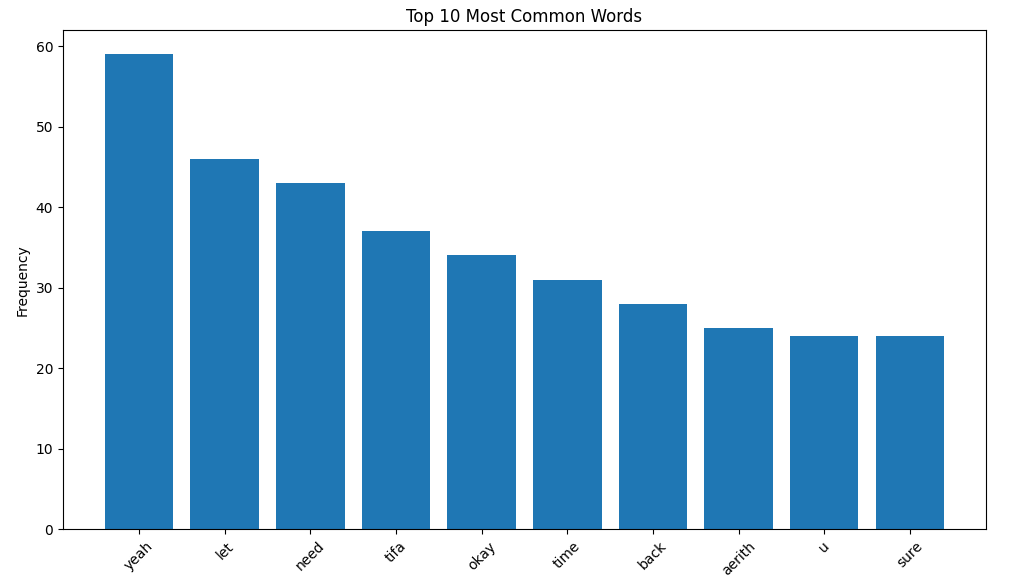 Top 10 Most Common Words
Frequency
60
50
40
30
20
10
0
yeah
let
need
tifa
okay
time
back
aerith
u
sure